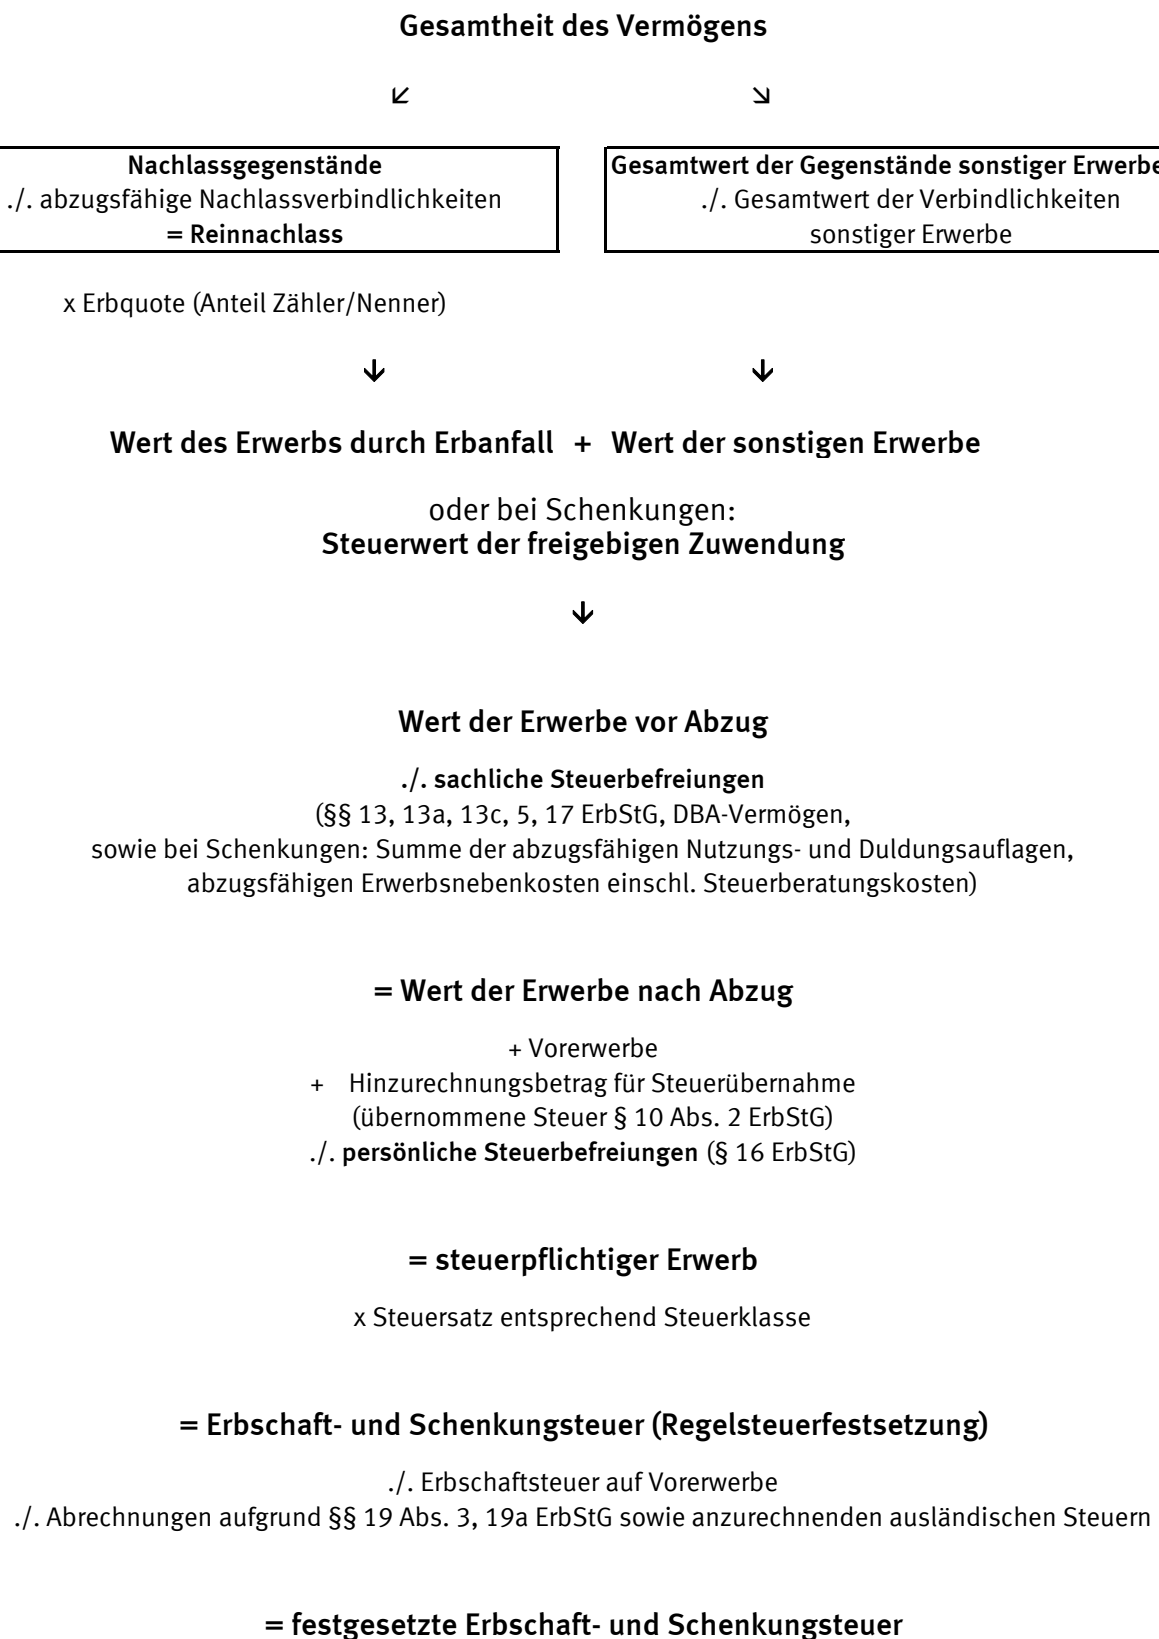 Gesamtheit des Vermögens
Nachlassgegenstände
./. abzugsfähige Nachlassverbindlichkeiten
= Reinnachlass
Gesamtwert der Gegenstände sonstiger Erwerbe
./. Gesamtwert der Verbindlichkeiten
sonstiger Erwerbe
x Erbquote (Anteil Zähler/Nenner)
Wert des Erwerbs durch Erbanfall + Wert der sonstigen Erwerbe
oder bei Schenkungen:
Steuerwert der freigebigen Zuwendung
Wert der Erwerbe vor Abzug
./. sachliche Steuerbefreiungen
(§§ 13, 13a, 13c, 5, 17 ErbStG, DBA-Vermögen,
sowie bei Schenkungen: Summe der abzugsfähigen Nutzungs- und Duldungsauflagen,
abzugsfähigen Erwerbsnebenkosten einschl. Steuerberatungskosten)
= Wert der Erwerbe nach Abzug
+ Vorerwerbe
+ Hinzurechnungsbetrag für Steuerübernahme
(übernommene Steuer § 10 Abs. 2 ErbStG)
./. persönliche Steuerbefreiungen (§ 16 ErbStG)
= steuerpflichtiger Erwerb
x Steuersatz entsprechend Steuerklasse
= Erbschaft- und Schenkungsteuer (Regelsteuerfestsetzung)
./. Erbschaftsteuer auf Vorerwerbe
./. Abrechnungen aufgrund §§ 19 Abs. 3, 19a ErbStG sowie anzurechnenden ausländischen Steuern
= festgesetzte Erbschaft- und Schenkungsteuer